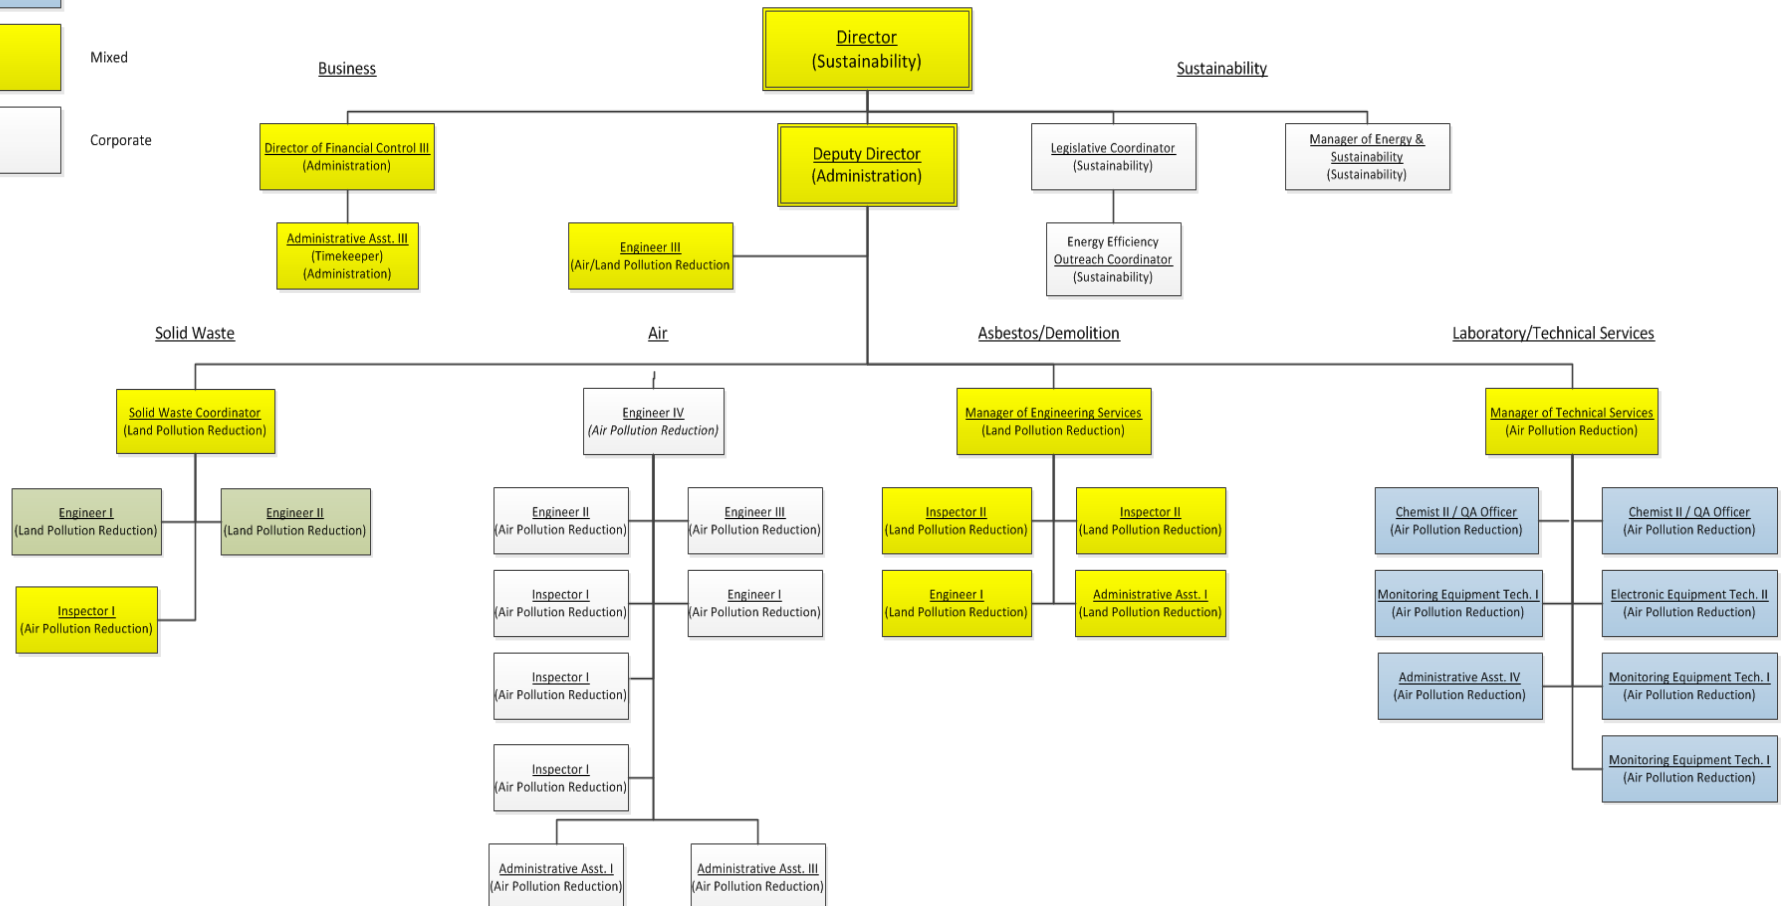 Mixed
Corporate
Business
Director
(Sustainability)
Sustainability
Director of Financial Control III
(Administration)
Deputy Director
(Administration)
Legislative Coordinator
(Sustainability)
Manager of Energy &
Sustainability
(Sustainability)
Administrative Asst. III
(Timekeeper)
(Administration)
Engineer III
(Air/Land Pollution Reduction
Energy Efficiency
Outreach Coordinator
(Sustainability)
Solid Waste
Air
Asbestos/Demolition
Laboratory/Technical Services
Solid Waste Coordinator
(Land Pollution Reduction)
Engineer IV
(Air Pollution Reduction)
Manager of Engineering Services
(Land Pollution Reduction)
Manager of Technical Services
(Air Pollution Reduction)
Engineer I
(Land Pollution Reduction)
Engineer II
(Land Pollution Reduction)
Engineer II
(Air Pollution Reduction)
Engineer III
(Air Pollution Reduction)
Inspector II
(Land Pollution Reduction)
Inspector II
(Land Pollution Reduction)
Chemist II / QA Officer
(Air Pollution Reduction)
Chemist II / QA Officer
(Air Pollution Reduction)
Inspector I
(Air Pollution Reduction)
Inspector I
(Air Pollution Reduction)
Engineer I
(Air Pollution Reduction)
Engineer I
(Land Pollution Reduction)
Administrative Asst. I
(Land Pollution Reduction)
Monitoring Equipment Tech. I
(Air Pollution Reduction)
Electronic Equipment Tech. II
(Air Pollution Reduction)
Inspector I
(Air Pollution Reduction)
Administrative Asst. IV
(Air Pollution Reduction)
Monitoring Equipment Tech. I
(Air Pollution Reduction)
Inspector I
(Air Pollution Reduction)
Monitoring Equipment Tech. I
(Air Pollution Reduction)
Administrative Asst. I
(Air Pollution Reduction)
Administrative Asst. III
(Air Pollution Reduction)